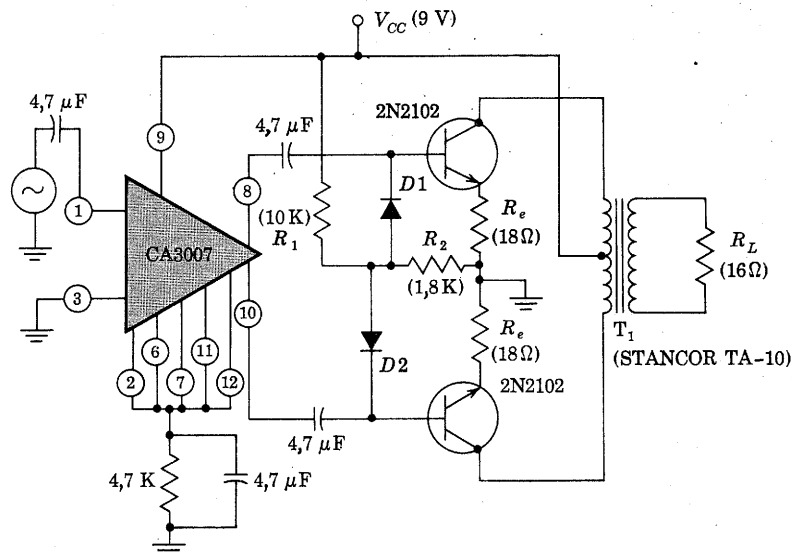 V_CC (9 V)
4,7 μF
2N2102
4,7 μF
9
D1
8
1
R_e
(18Ω)
(10 K)
R_1
R_2
R_L
(16Ω)
CA3007
(1,8 K)
3
10
R_e
(18Ω)
T_1
(STANCOR TA-10)
6
11
D2
2
7
12
2N2102
4,7 μF
4,7 K
4,7 μF